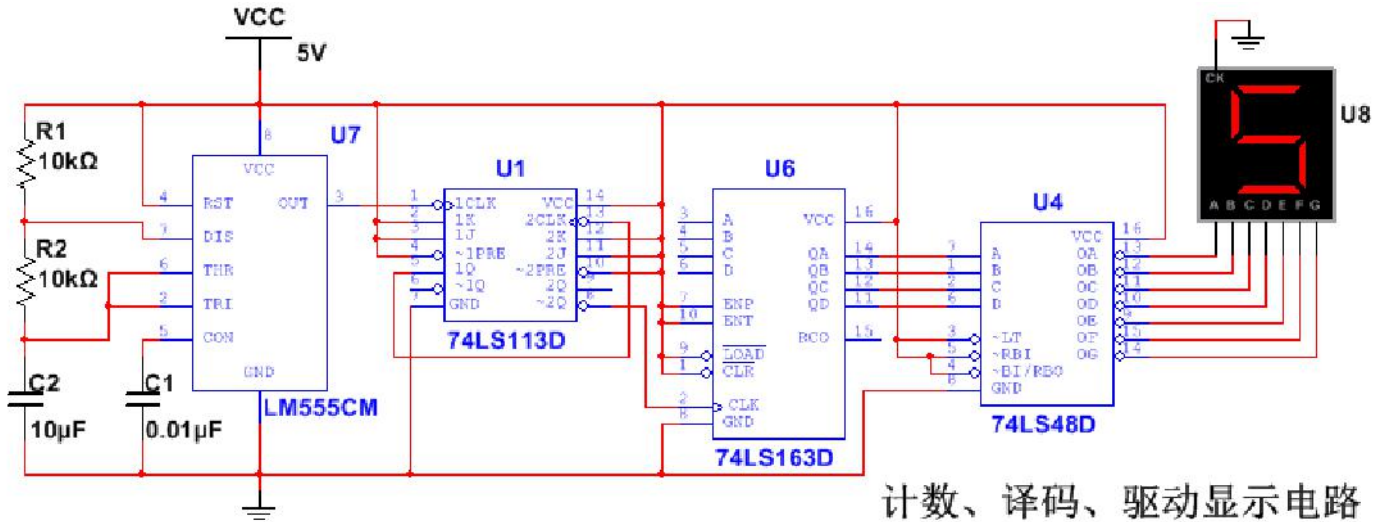 VCC
5V
R1
10kΩ
R2
10kΩ
C2
10µF
C1
0.01µF
U7
8
VCC
4 RST OUT 3
7 DIS
6 THR
2 TRI
5 CON
GND
LM555CM
U1
1 1CLK VCC 14
2 1K 2CLK 13
3 1J 2K 12
4 ~1PRE 2J 11
5 1Q ~2PRE 10
6 ~1Q 2Q 9
7 GND ~2Q 8
74LS113D
U6
3 A VCC 16
4 B
5 C QA 14
6 D QB 13
QC 12
QD 11
7 ENP
10 ENT
RCO 15
9 LOAD
1 CLR
2 CLK
8 GND
74LS163D
U4
VCC 16
7 A OA 13
1 B OB 12
2 C OC 11
6 D OD 10
OE 9
3 ~LT OF 15
5 ~RBI OG 14
4 ~BI/RBO
8 GND
74LS48D
CK
5
A B C D E F G
U8
计数、译码、驱动显示电路